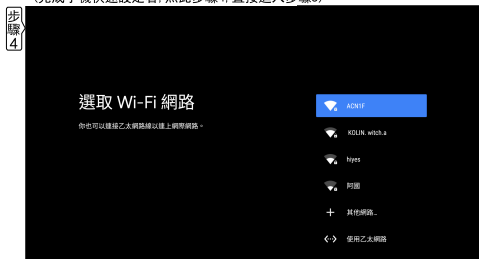 步驟4
選取 Wi-Fi 網路
你也可以連接乙太網路線以連上網際網路。
ACN1F
KOLIN. witch.a
hiyes
阿國
其他網路...
使用乙太網路